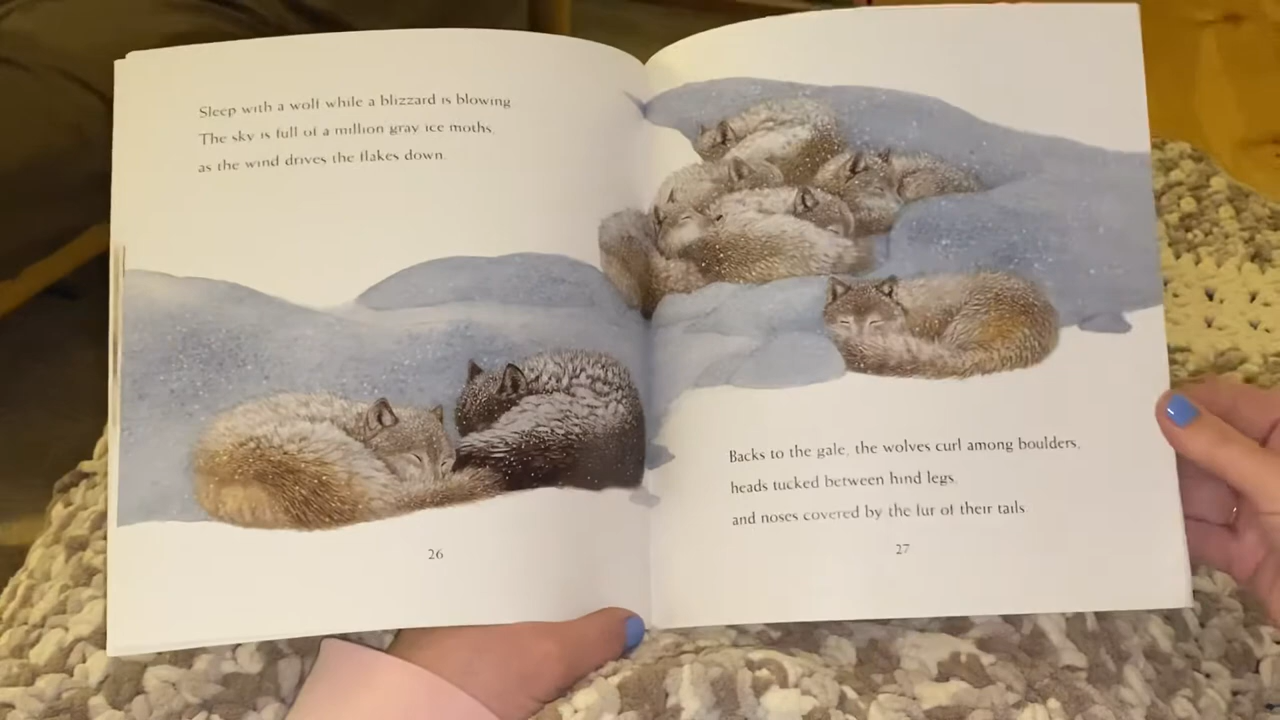 Sleep with a wolf while a blizzard is blowing.
The sky is full of a million gray ice moths,
as the wind drives the flakes down.
26
Backs to the gale, the wolves curl among boulders,
heads tucked between hind legs,
and noses covered by the fur of their tails.
27